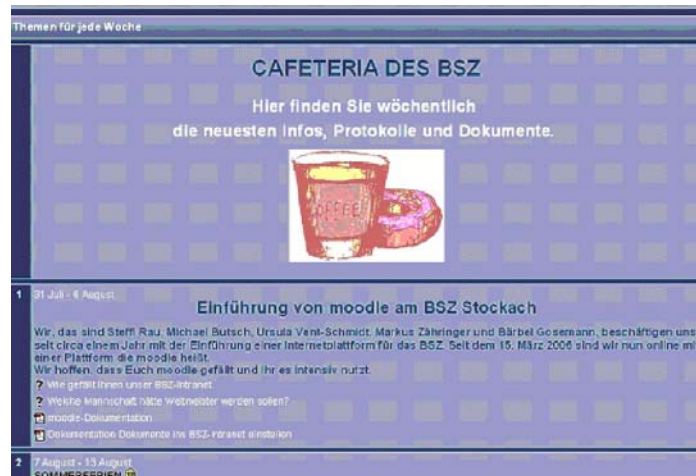 Themen für jede Woche
CAFETERIA DES BSZ
Hier finden Sie wöchentlich
die neuesten Infos, Protokolle und Dokumente.
COFFEE
1 31 Juli - 6 August
Einführung von moodle am BSZ Stockach
Wir, das sind Steffi Rau, Michael Butsch, Ursula Vent-Schmidt, Markus Zähringer und Bärbel Gosemann, beschäftigen uns
seit circa einem Jahr mit der Einführung einer Internetplattform für das BSZ. Seit dem 15. März 2006 sind wir nun online mi
einer Plattform die moodle heißt.
Wir hoffen, dass Euch moodle gefällt und ihr es intensiv nutzt.
Wie gefällt Ihnen unser BSZ-Intranet
Welche Mannschaft hätte Weltmeister werden sollen?
moodle-Dokumentation
Dokumentation Dokumente ins BSZ-Intranet einstellen
2 7 August - 13 August
SOMMERFERIEN